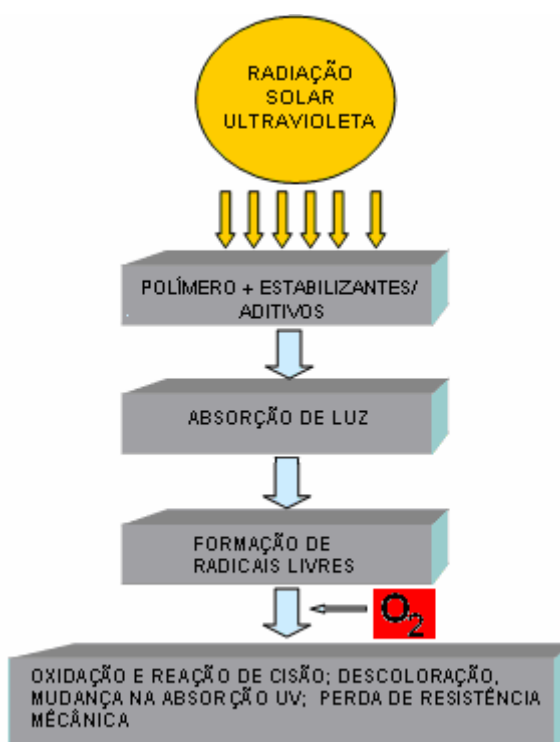 RADIAÇÃO
SOLAR
ULTRAVIOLETA
POLÍMERO + ESTABILIZANTES/
ADITIVOS
ABSORÇÃO DE LUZ
FORMAÇÃO DE
RADICAIS LIVRES
O2
OXIDAÇÃO E REAÇÃO DE CISÃO; DESCOLORAÇÃO,
MUDANÇA NA ABSORÇÃO UV; PERDA DE RESISTÊNCIA
MÊCÂNICA